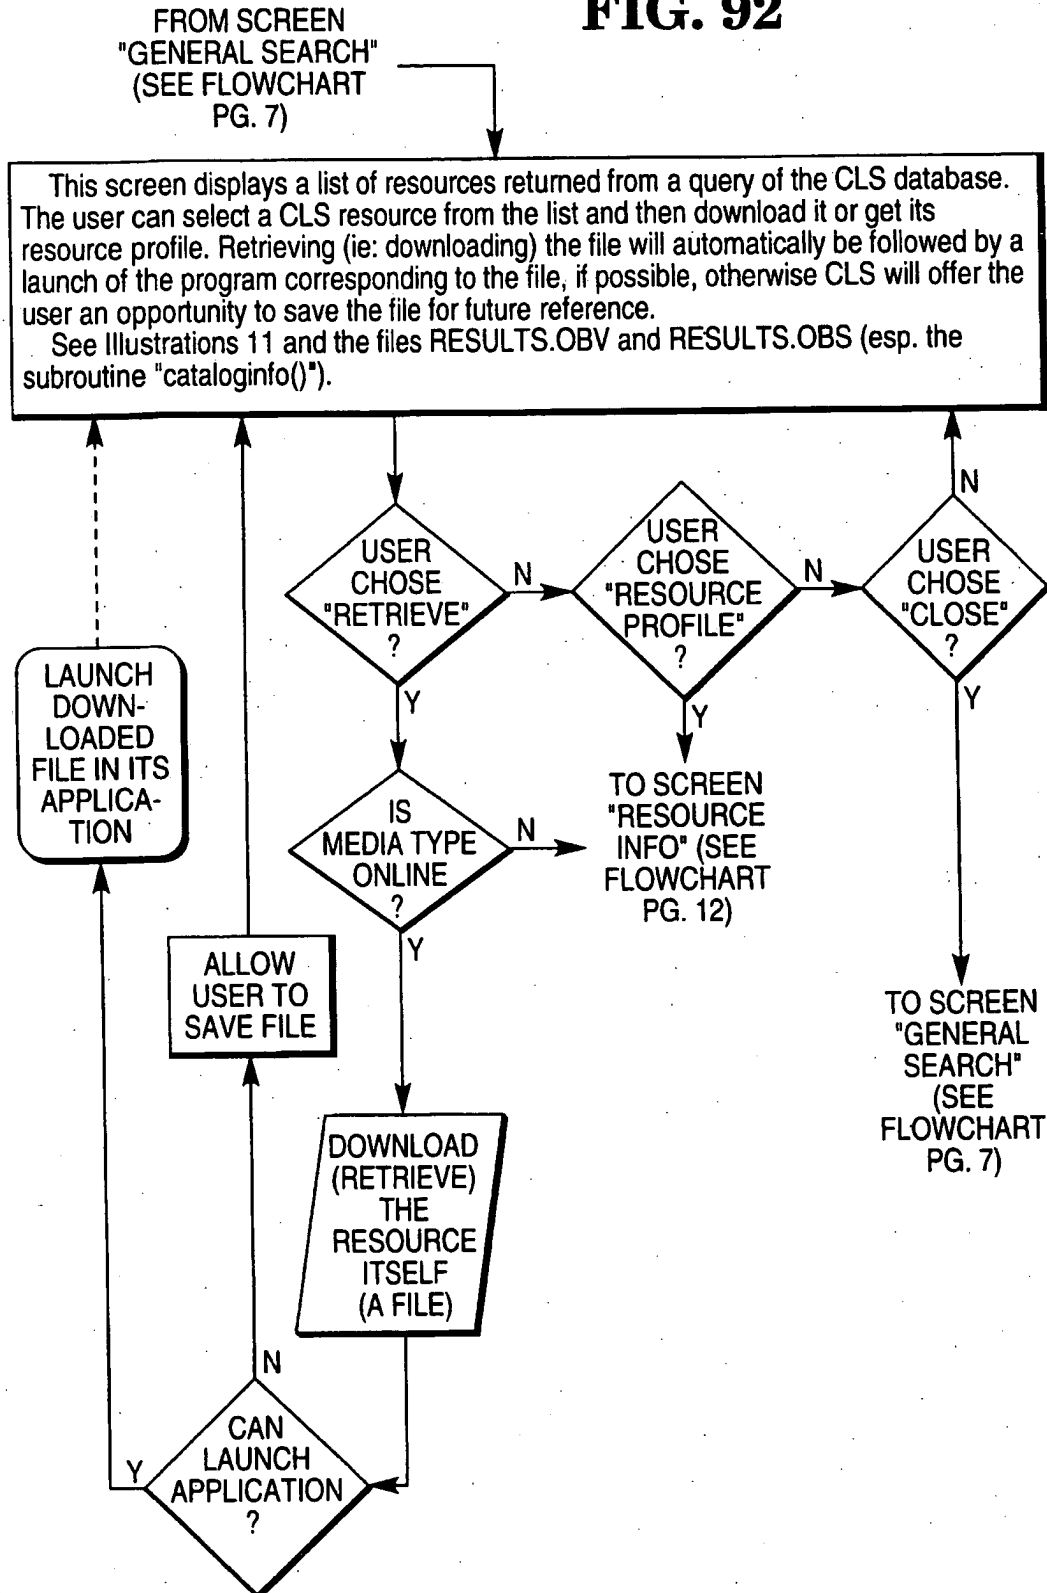 FIG. 92
FROM SCREEN
"GENERAL SEARCH"
(SEE FLOWCHART
PG. 7)
This screen displays a list of resources returned from a query of the CLS database.
The user can select a CLS resource from the list and then download it or get its
resource profile. Retrieving (ie: downloading) the file will automatically be followed by a
launch of the program corresponding to the file, if possible, otherwise CLS will offer the
user an opportunity to save the file for future reference.
See Illustrations 11 and the files RESULTS.OBV and RESULTS.OBS (esp. the
subroutine "cataloginfo()").
USER
CHOSE
"RETRIEVE"
?
N
Y
USER
CHOSE
"RESOURCE
PROFILE"
?
N
Y
USER
CHOSE
"CLOSE"
?
N
Y
LAUNCH
DOWN-
LOADED
FILE IN ITS
APPLICA-
TION
IS
MEDIA TYPE
ONLINE
?
N
Y
TO SCREEN
"RESOURCE
INFO" (SEE
FLOWCHART
PG. 12)
ALLOW
USER TO
SAVE FILE
TO SCREEN
"GENERAL
SEARCH"
(SEE
FLOWCHART
PG. 7)
DOWNLOAD
(RETRIEVE)
THE
RESOURCE
ITSELF
(A FILE)
CAN
LAUNCH
APPLICATION
?
N
Y